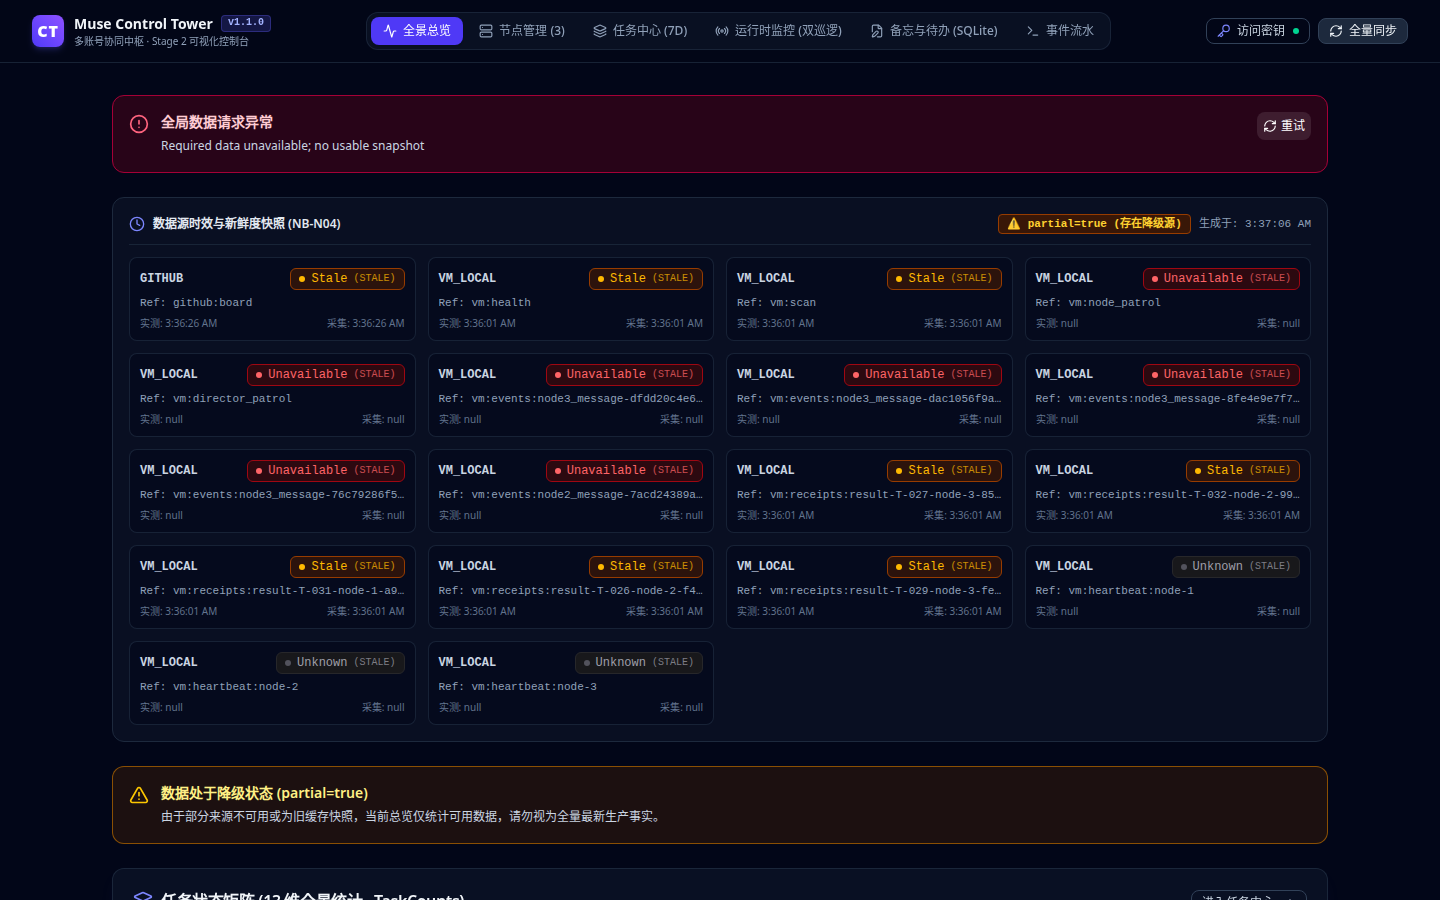 CT
Muse Control Tower v1.1.0
多账号协同中枢 · Stage 2 可视化控制台
全景总览
节点管理 (3)
任务中心 (7D)
运行时监控 (双巡逻)
备忘与待办 (SQLite)
事件流水
访问密钥
全量同步
全局数据请求异常
Required data unavailable; no usable snapshot
重试
数据源时效与新鲜度快照 (NB-N04)
partial=true (存在降级源)
生成于: 3:37:06 AM
GITHUB Stale (STALE)
Ref: github:board
实测: 3:36:26 AM 采集: 3:36:26 AM
VM_LOCAL Stale (STALE)
Ref: vm:health
实测: 3:36:01 AM 采集: 3:36:01 AM
VM_LOCAL Stale (STALE)
Ref: vm:scan
实测: 3:36:01 AM 采集: 3:36:01 AM
VM_LOCAL Unavailable (STALE)
Ref: vm:node_patrol
实测: null 采集: null
VM_LOCAL Unavailable (STALE)
Ref: vm:director_patrol
实测: null 采集: null
VM_LOCAL Unavailable (STALE)
Ref: vm:events:node3_message-dfdd20c4e6…
实测: null 采集: null
VM_LOCAL Unavailable (STALE)
Ref: vm:events:node3_message-dac1056f9a…
实测: null 采集: null
VM_LOCAL Unavailable (STALE)
Ref: vm:events:node3_message-8fe4e9e7f7…
实测: null 采集: null
VM_LOCAL Unavailable (STALE)
Ref: vm:events:node3_message-76c79286f5…
实测: null 采集: null
VM_LOCAL Unavailable (STALE)
Ref: vm:events:node2_message-7acd24389a…
实测: null 采集: null
VM_LOCAL Stale (STALE)
Ref: vm:receipts:result-T-027-node-3-85…
实测: 3:36:01 AM 采集: 3:36:01 AM
VM_LOCAL Stale (STALE)
Ref: vm:receipts:result-T-032-node-2-99…
实测: 3:36:01 AM 采集: 3:36:01 AM
VM_LOCAL Stale (STALE)
Ref: vm:receipts:result-T-031-node-1-a9…
实测: 3:36:01 AM 采集: 3:36:01 AM
VM_LOCAL Stale (STALE)
Ref: vm:receipts:result-T-026-node-2-f4…
实测: 3:36:01 AM 采集: 3:36:01 AM
VM_LOCAL Stale (STALE)
Ref: vm:receipts:result-T-029-node-3-fe…
实测: 3:36:01 AM 采集: 3:36:01 AM
VM_LOCAL Unknown (STALE)
Ref: vm:heartbeat:node-1
实测: null 采集: null
VM_LOCAL Unknown (STALE)
Ref: vm:heartbeat:node-2
实测: null 采集: null
VM_LOCAL Unknown (STALE)
Ref: vm:heartbeat:node-3
实测: null 采集: null
数据处于降级状态 (partial=true)
由于部分来源不可用或为旧缓存快照，当前总览仅统计可用数据，请勿视为全量最新生产事实。
任务状态矩阵 (12 维全景统计 - TaskCounts)
进入任务中心